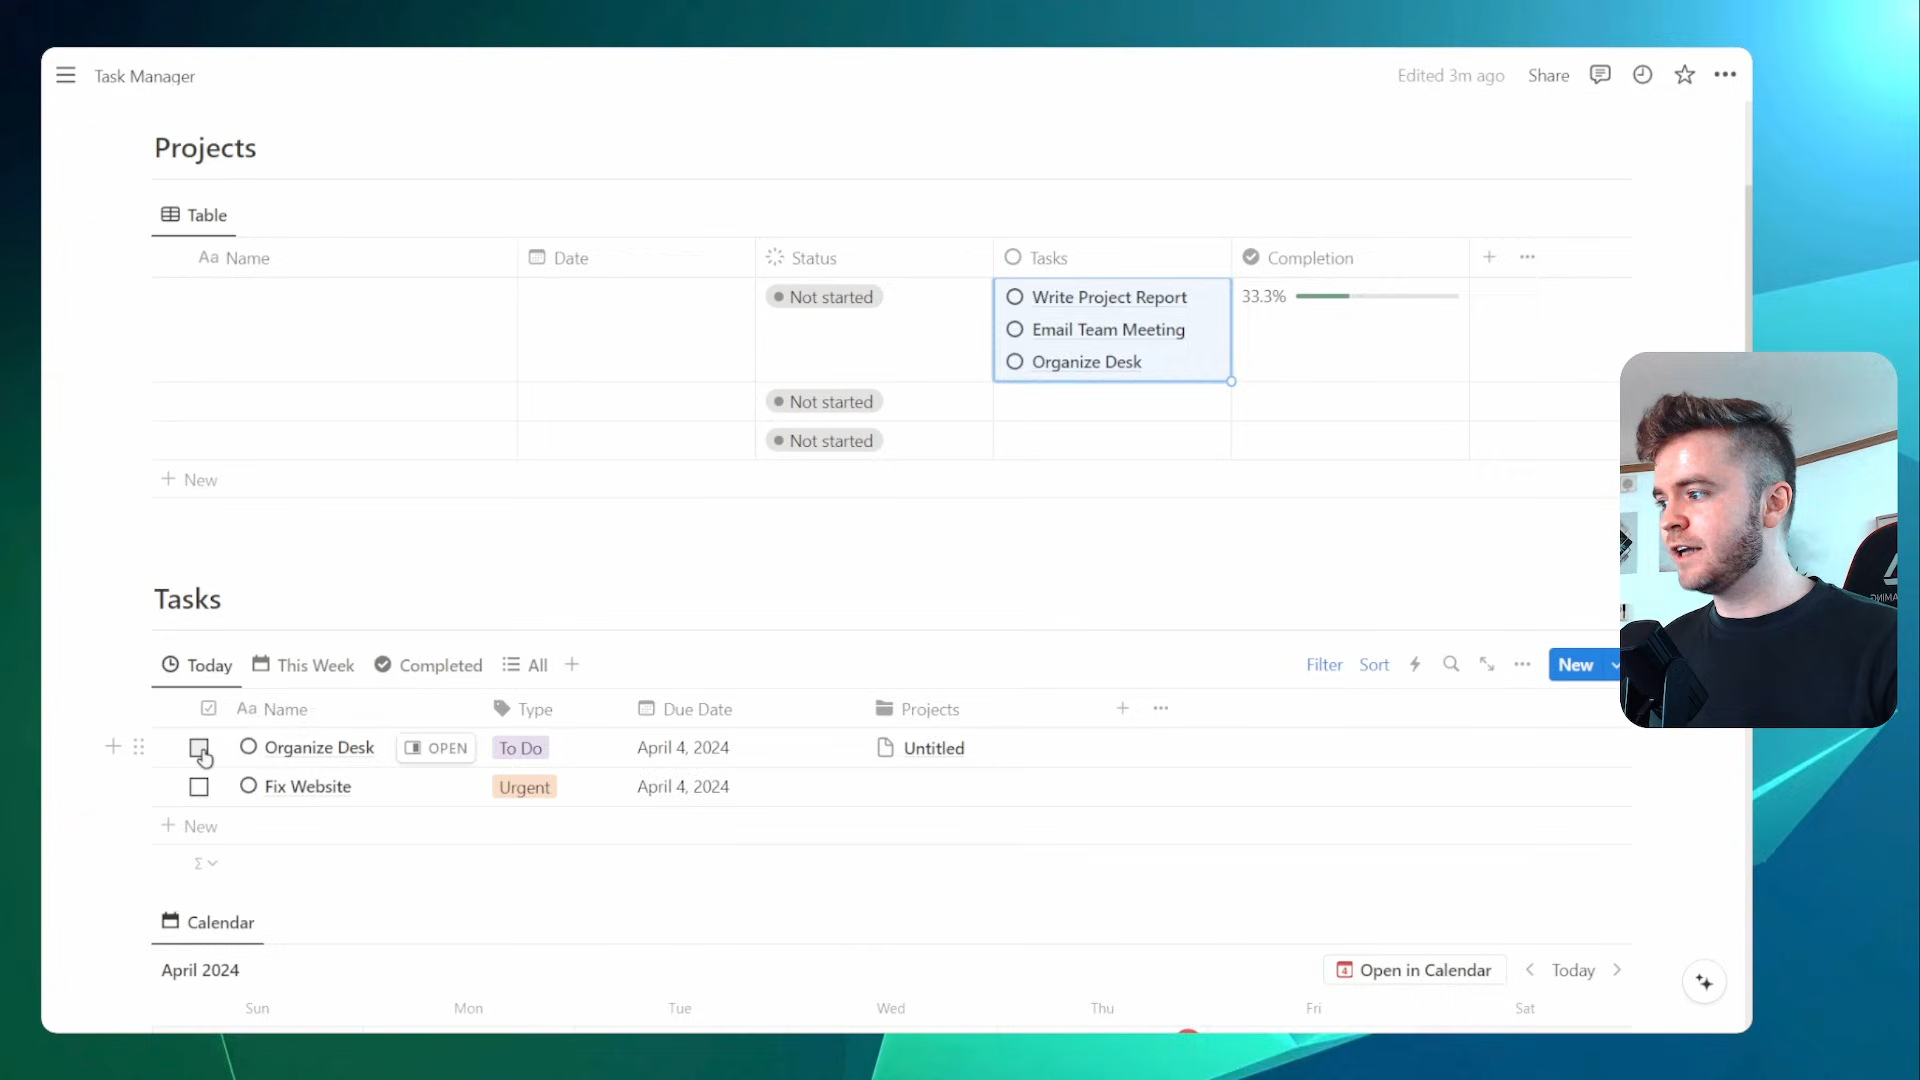 Task Manager
Edited 3m ago
Share
Projects
Table
Aa Name
Date
Status
Tasks
Completion
Not started
Write Project Report
33.3%
Email Team Meeting
Organize Desk
Not started
Not started
New
Tasks
Today
This Week
Completed
All
Filter
Sort
New
Aa Name
Type
Due Date
Projects
Organize Desk
OPEN
To Do
April 4, 2024
Untitled
Fix Website
Urgent
April 4, 2024
New
Σ
Calendar
April 2024
4
Open in Calendar
Today
Sun
Mon
Tue
Wed
Thu
Fri
Sat